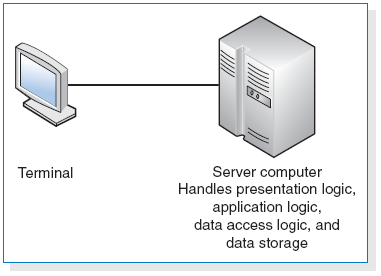 Terminal
Server computer
Handles presentation logic,
application logic,
data access logic, and
data storage